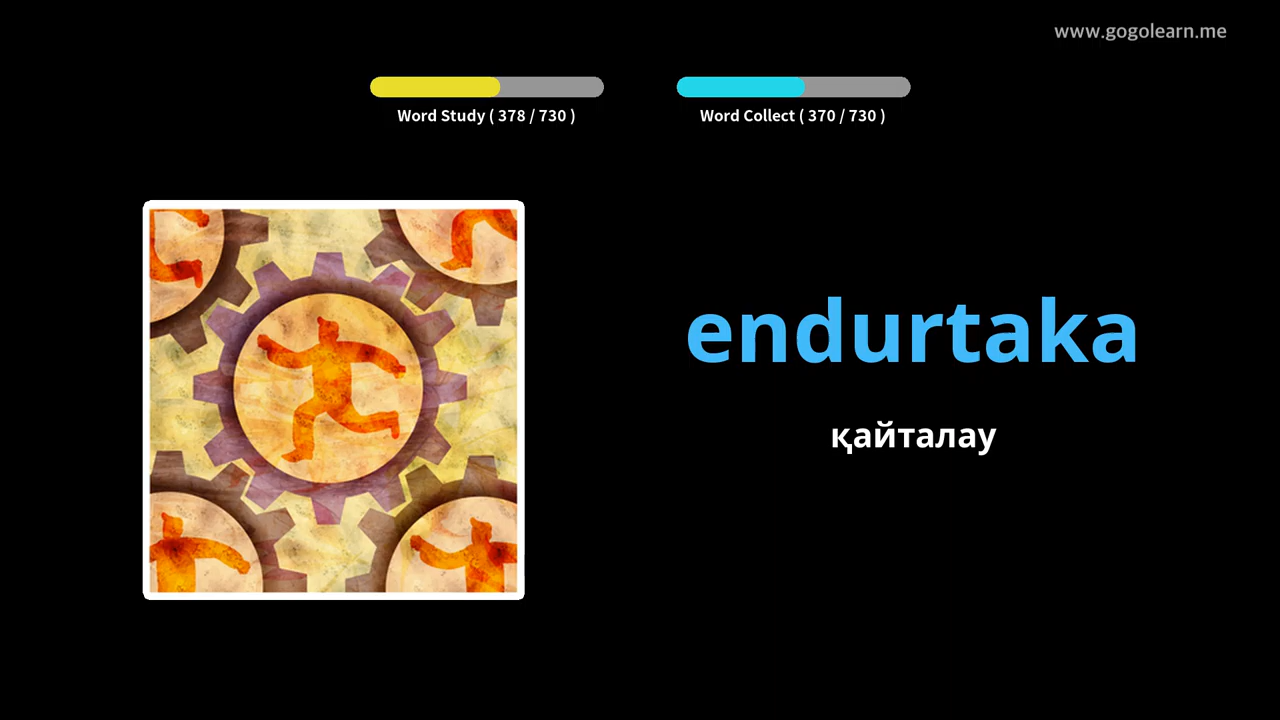 www.gogolearn.me
Word Study ( 378 / 730 )
Word Collect ( 370 / 730 )
endurtaka
қайталау